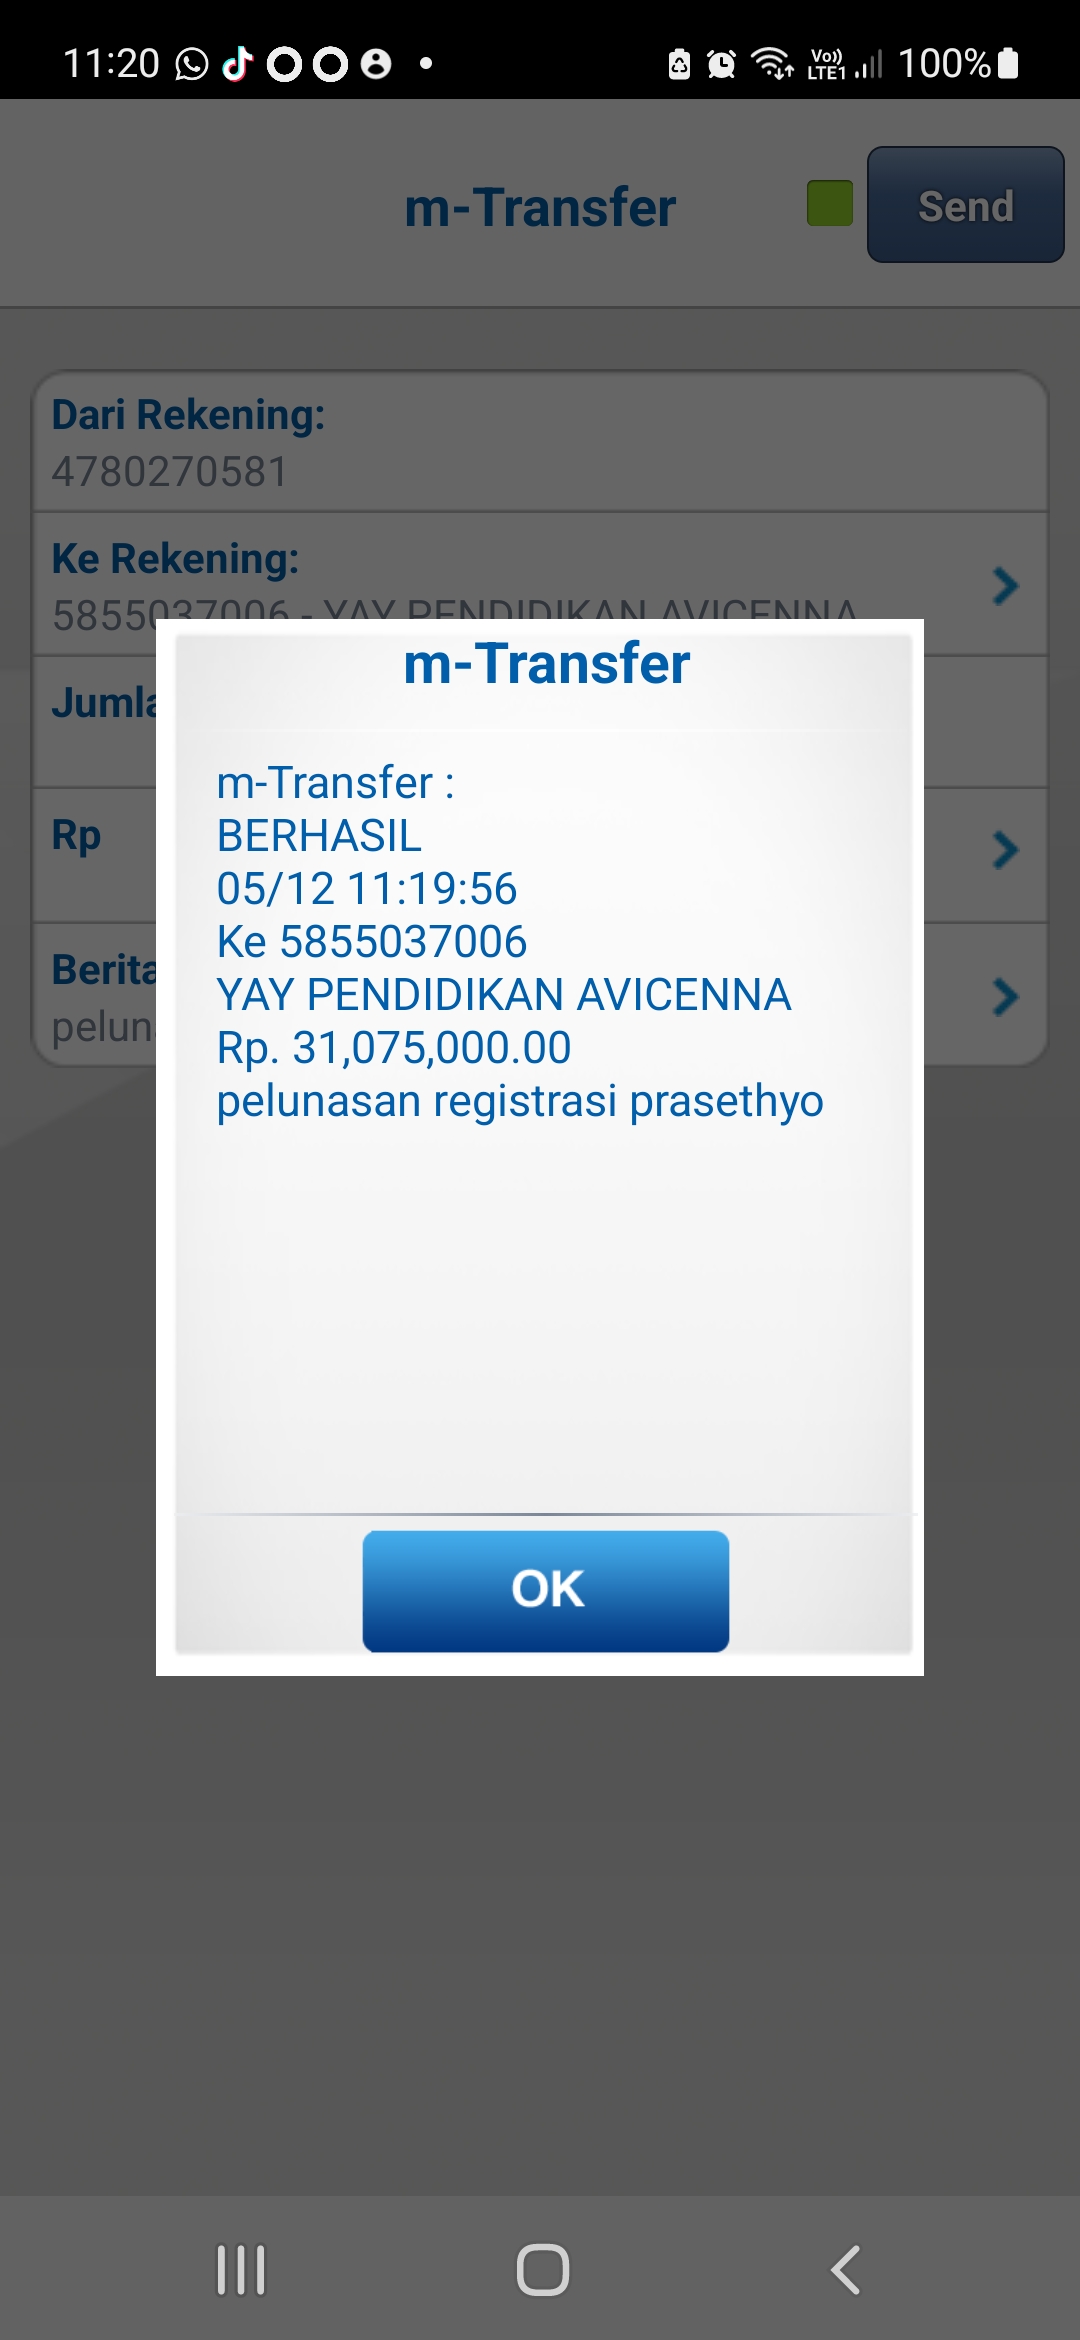 11:20
Vo)) LTE1 100%
m-Transfer
Send
Dari Rekening:
4780270581
Ke Rekening:
5855037006 - YAY PENDIDIKAN AVICENNA
Jumla
Rp
Berita
pelun
m-Transfer
m-Transfer :
BERHASIL
05/12 11:19:56
Ke 5855037006
YAY PENDIDIKAN AVICENNA
Rp. 31,075,000.00
pelunasan registrasi prasethyo
OK